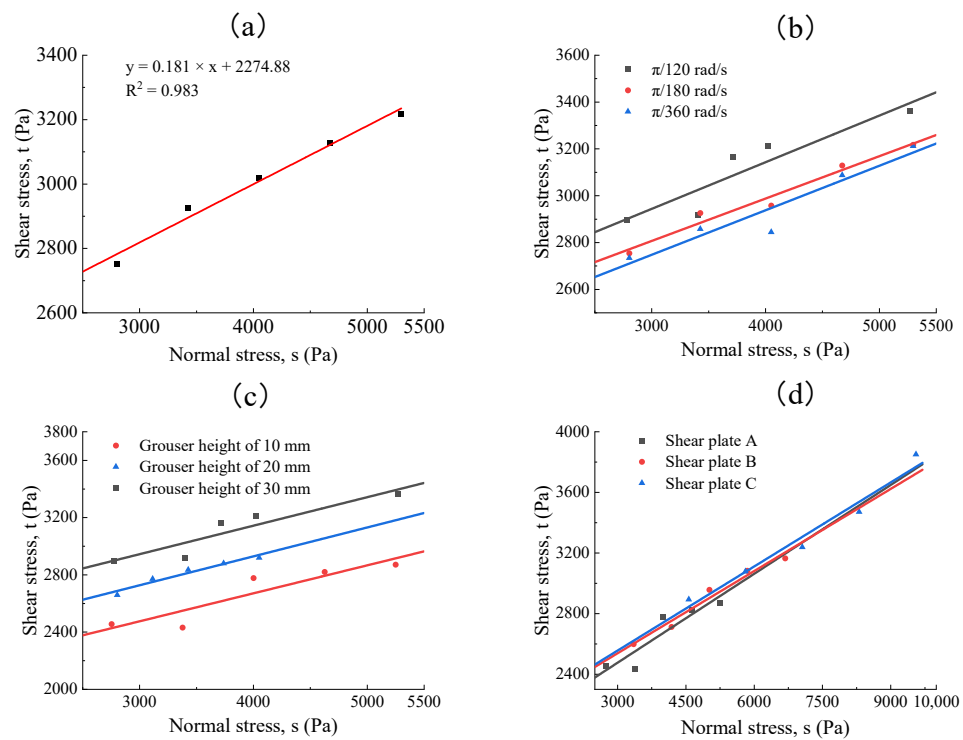 (a)
3400
3200
3000
2800
2600
Shear stress, t (Pa)
y = 0.181 × x + 2274.88
R² = 0.983
3000
4000
5000
5500
Normal stress, s (Pa)
(b)
3600
3400
3200
3000
2800
2600
Shear stress, t (Pa)
π/120 rad/s
π/180 rad/s
π/360 rad/s
3000
4000
5000
5500
Normal stress, s (Pa)
(c)
3800
3600
3200
2800
2400
2000
Shear stress, t (Pa)
Grouser height of 10 mm
Grouser height of 20 mm
Grouser height of 30 mm
3000
4000
5000
5500
Normal stress, s (Pa)
(d)
4000
3600
3200
2800
2400
Shear stress, t (Pa)
Shear plate A
Shear plate B
Shear plate C
3000
4500
6000
7500
9000
10,000
Normal stress, s (Pa)